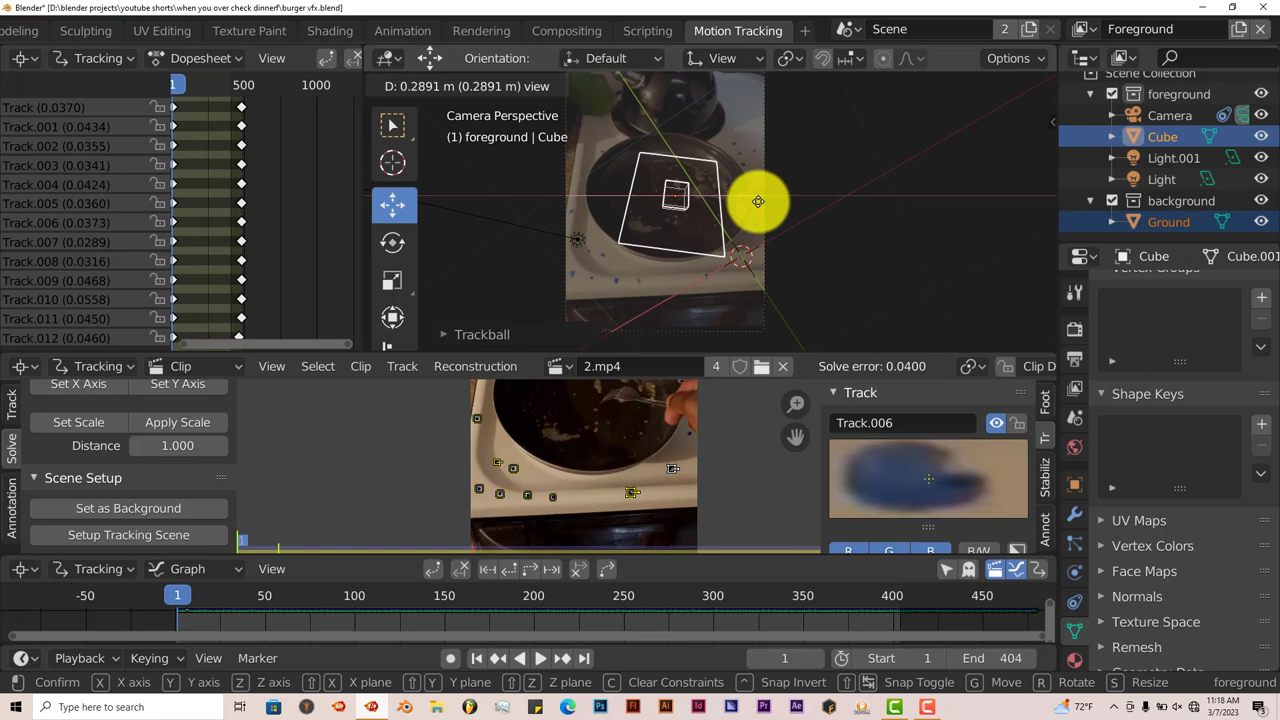 Blender* [D:\blender projects\youtube shorts\when you over check dinnerf\burger vfx.blend]
Sculpting UV Editing Texture Paint Shading Animation Rendering Compositing Scripting Motion Tracking + Scene 2 Foreground
Tracking Dopesheet View Orientation: Default View Options
1 500 1000
D: 0.2891 m (0.2891 m) view
Camera Perspective
(1) foreground | Cube
Trackball
Track (0.0370)
Track.001 (0.0434)
Track.002 (0.0355)
Track.003 (0.0341)
Track.004 (0.0424)
Track.005 (0.0360)
Track.006 (0.0373)
Track.007 (0.0289)
Track.008 (0.0316)
Track.009 (0.0468)
Track.010 (0.0558)
Track.011 (0.0450)
Track.012 (0.0460)
Scene Collection
foreground
Camera
Cube
Light.001
Light
background
Ground
Cube Cube.001
Vertex Groups
Shape Keys
UV Maps
Vertex Colors
Face Maps
Attributes
Normals
Texture Space
Remesh
Geometry Data
Tracking Clip View Select Clip Track Reconstruction 2.mp4 4 Solve error: 0.0400 Clip D
Track
Solve
Annotation
Set X Axis Set Y Axis
Set Scale Apply Scale
Distance 1.000
Scene Setup
Set as Background
Setup Tracking Scene
1
Track
Track.006
R G B B/W
Foot
Tr
Stabiliz
Annot
Tracking Graph View
-50 1 50 100 150 200 250 300 350 400 450
Playback Keying View Marker 1 Start 1 End 404
Confirm X X axis Y Y axis Z Z axis X X plane Y Y plane Z Z plane C Clear Constraints Snap Invert Snap Toggle G Move R Rotate S Resize foreground
Type here to search 72°F 11:18 AM
3/7/2023